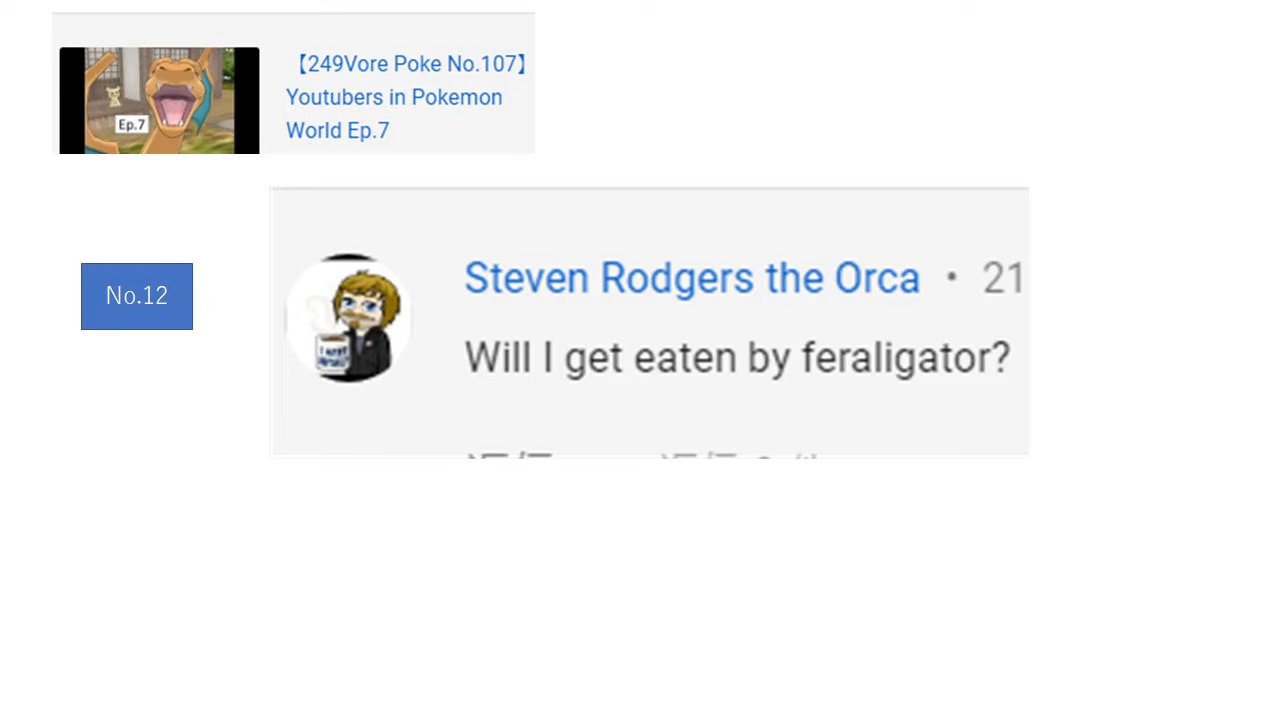 【249Vore Poke No.107】
Youtubers in Pokemon
World Ep.7
Ep.7
No.12
Steven Rodgers the Orca • 21
Will I get eaten by feraligator?